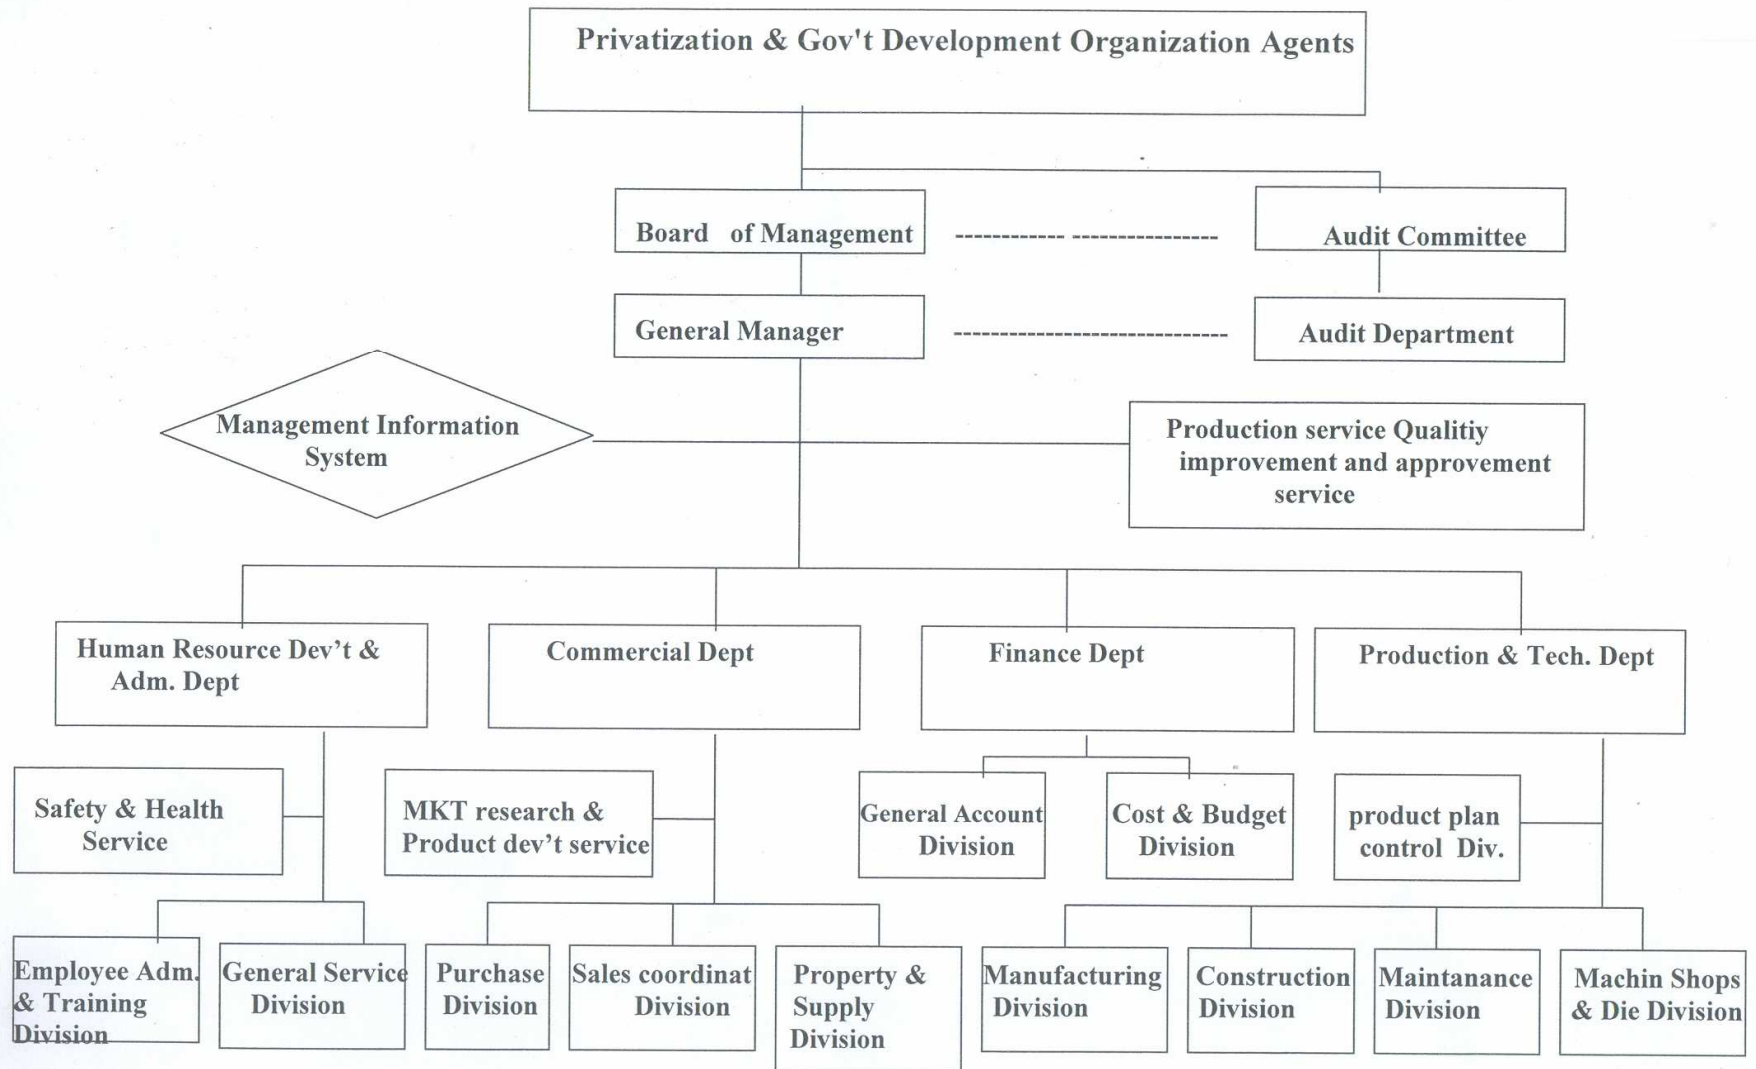 Privatization & Gov't Development Organization Agents
Board of Management
Audit Committee
General Manager
Audit Department
Management Information
System
Production service Qualitiy
improvement and approvement
service
Human Resource Dev’t &
Adm. Dept
Commercial Dept
Finance Dept
Production & Tech. Dept
Safety & Health
Service
MKT research &
Product dev’t service
General Account
Division
Cost & Budget
Division
product plan
control Div.
Employee Adm.
& Training
Division
General Service
Division
Purchase
Division
Sales coordinat
Division
Property &
Supply
Division
Manufacturing
Division
Construction
Division
Maintanance
Division
Machin Shops
& Die Division